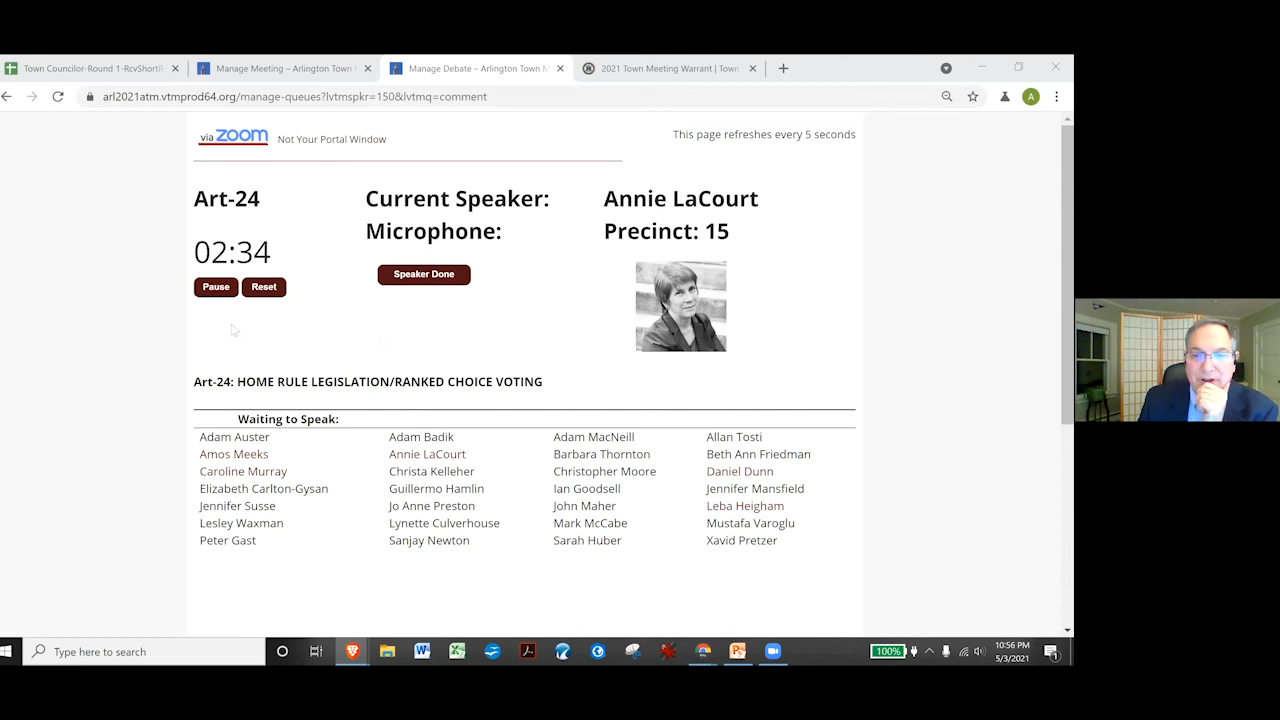 Town Councilor-Round 1-RcvShortR
Manage Meeting – Arlington Town
Manage Debate – Arlington Town M
2021 Town Meeting Warrant | Town
arl2021atm.vtmprod64.org/manage-queues?lvtmspkr=150&lvtmq=comment
A
via zoom
Not Your Portal Window
This page refreshes every 5 seconds
Art-24
Current Speaker:
Annie LaCourt
Microphone:
Precinct: 15
02:34
Speaker Done
Pause
Reset
Art-24: HOME RULE LEGISLATION/RANKED CHOICE VOTING
Waiting to Speak:
Adam Auster Adam Badik Adam MacNeill Allan Tosti
Amos Meeks Annie LaCourt Barbara Thornton Beth Ann Friedman
Caroline Murray Christa Kelleher Christopher Moore Daniel Dunn
Elizabeth Carlton-Gysan Guillermo Hamlin Ian Goodsell Jennifer Mansfield
Jennifer Susse Jo Anne Preston John Maher Leba Heigham
Lesley Waxman Lynette Culverhouse Mark McCabe Mustafa Varoglu
Peter Gast Sanjay Newton Sarah Huber Xavid Pretzer
Type here to search
100%
10:56 PM
5/3/2021
1